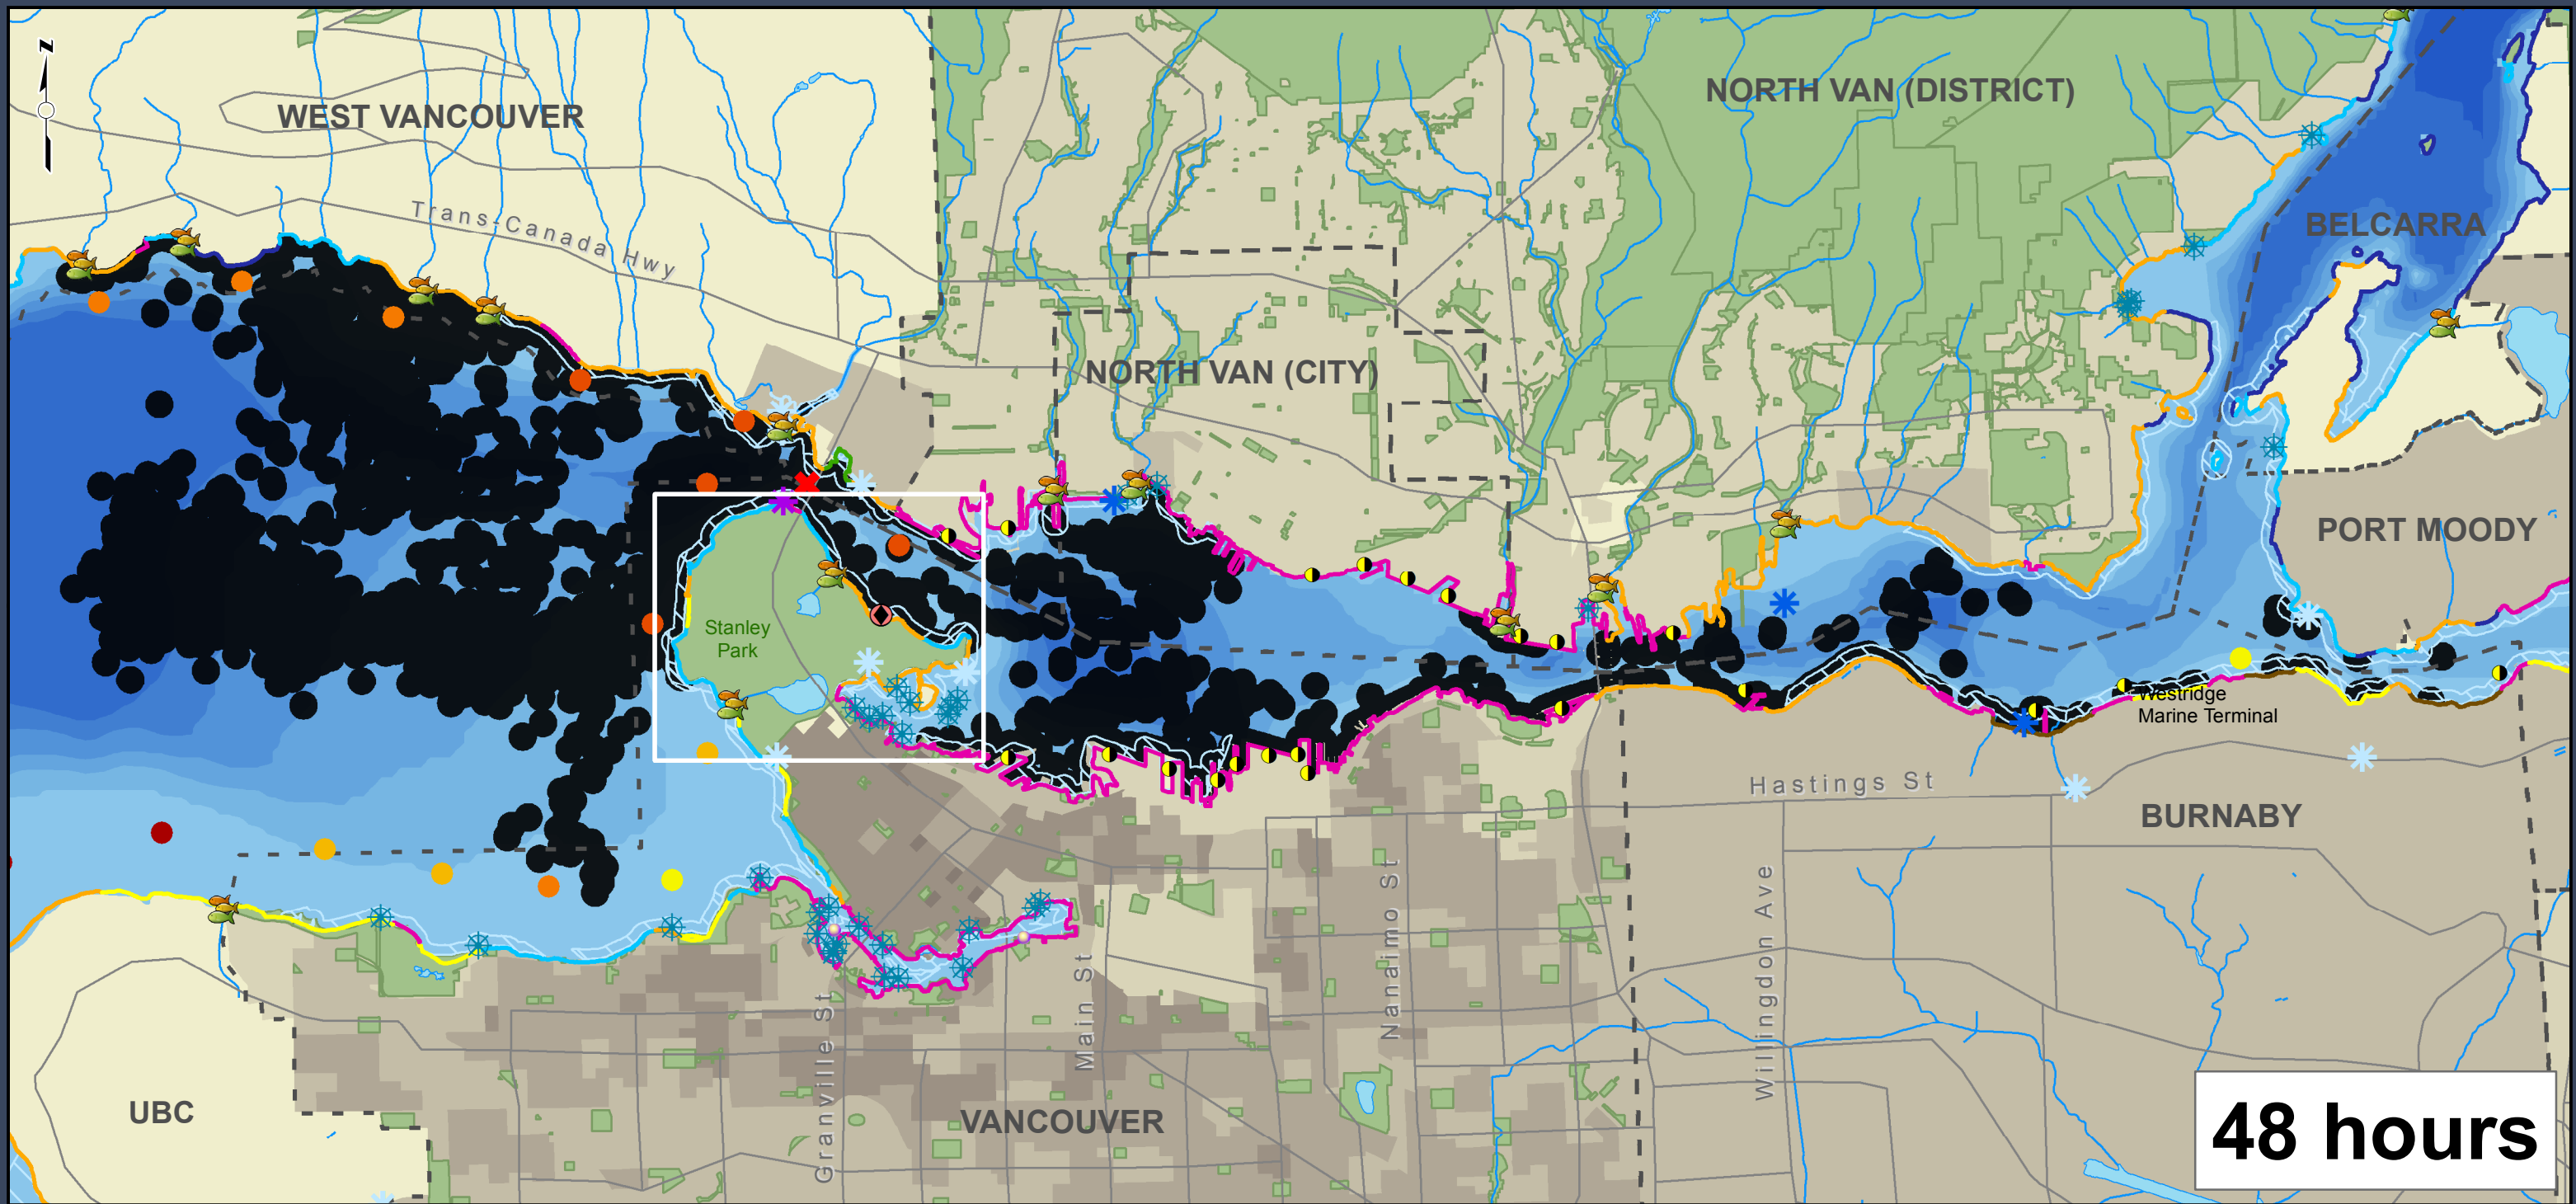 N
WEST VANCOUVER
NORTH VAN (DISTRICT)
Trans-Canada Hwy
BELCARRA
NORTH VAN (CITY)
PORT MOODY
Stanley
Park
Westridge
Marine Terminal
Hastings St
BURNABY
Granville St
Main St
Nanaimo St
Willingdon Ave
UBC
VANCOUVER
48 hours